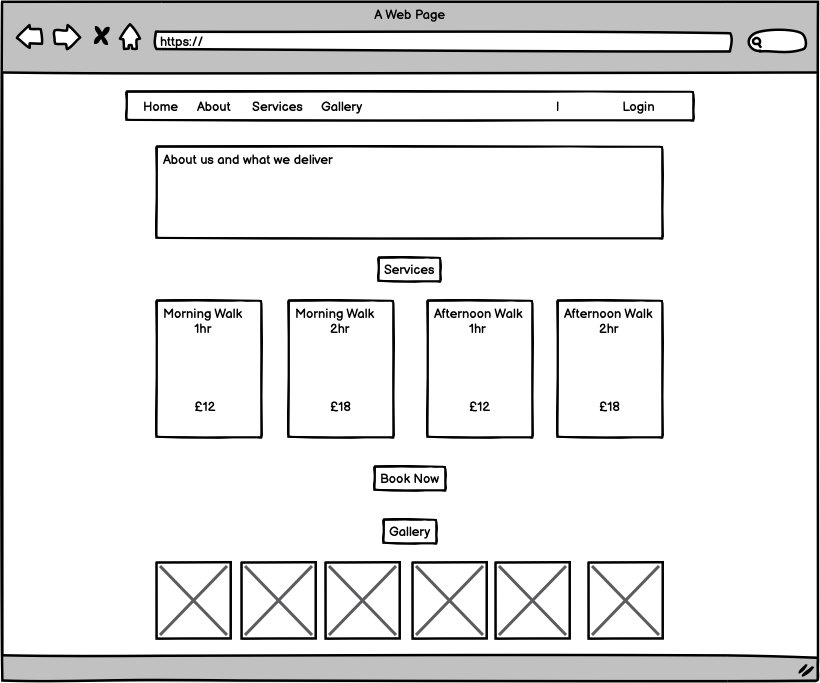 A Web Page
https://
Home About Services Gallery | Login
About us and what we deliver
Services
Morning Walk
1hr
£12
Morning Walk
2hr
£18
Afternoon Walk
1hr
£12
Afternoon Walk
2hr
£18
Book Now
Gallery